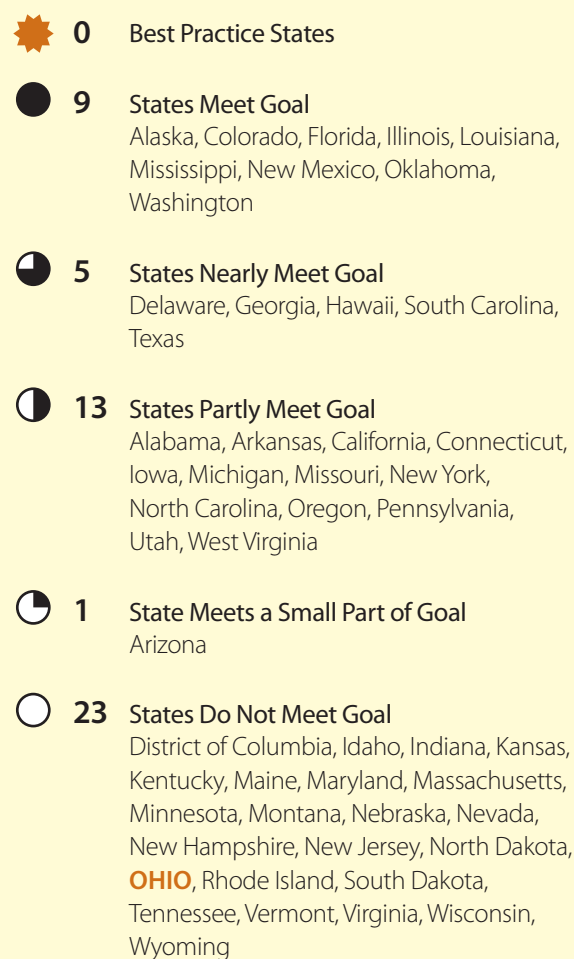 0 Best Practice States
9 States Meet Goal
Alaska, Colorado, Florida, Illinois, Louisiana,
Mississippi, New Mexico, Oklahoma,
Washington
5 States Nearly Meet Goal
Delaware, Georgia, Hawaii, South Carolina,
Texas
13 States Partly Meet Goal
Alabama, Arkansas, California, Connecticut,
Iowa, Michigan, Missouri, New York,
North Carolina, Oregon, Pennsylvania,
Utah, West Virginia
1 State Meets a Small Part of Goal
Arizona
23 States Do Not Meet Goal
District of Columbia, Idaho, Indiana, Kansas,
Kentucky, Maine, Maryland, Massachusetts,
Minnesota, Montana, Nebraska, Nevada,
New Hampshire, New Jersey, North Dakota,
OHIO, Rhode Island, South Dakota,
Tennessee, Vermont, Virginia, Wisconsin,
Wyoming